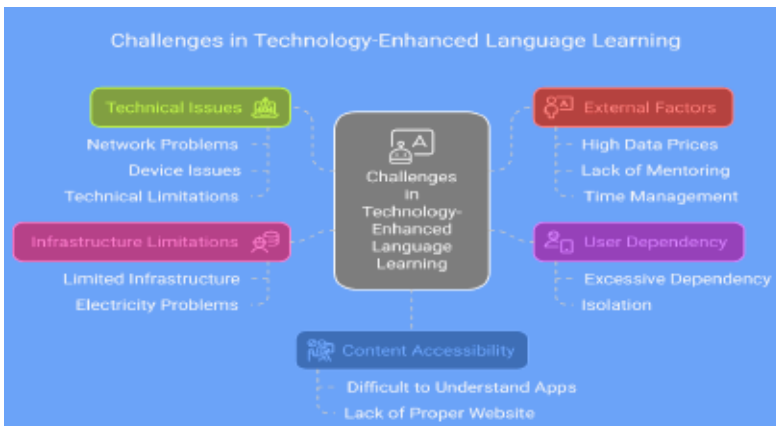 Challenges in Technology-Enhanced Language Learning
Technical Issues
Network Problems
Device Issues
Technical Limitations
Infrastructure Limitations
Limited Infrastructure
Electricity Problems
Challenges
in
Technology-
Enhanced
Language
Learning
External Factors
High Data Prices
Lack of Mentoring
Time Management
User Dependency
Excessive Dependency
Isolation
Content Accessibility
Difficult to Understand Apps
Lack of Proper Website